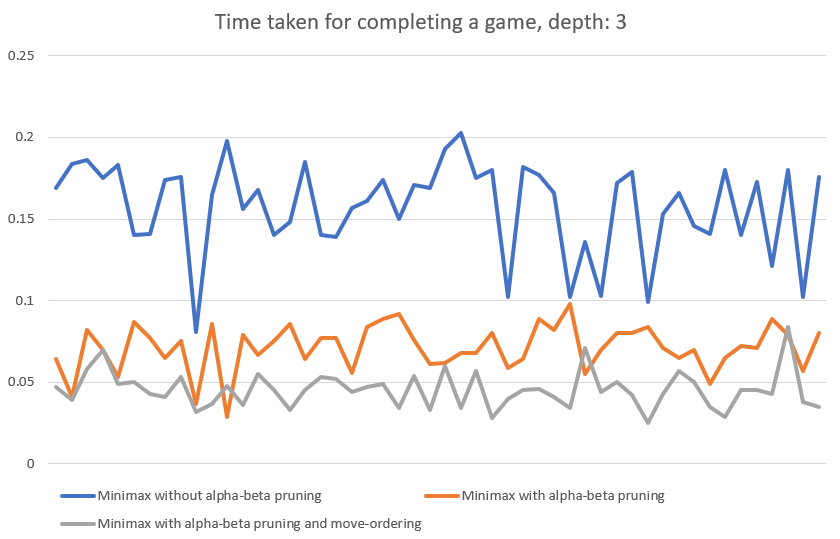 Time taken for completing a game, depth: 3
0.25
0.2
0.15
0.1
0.05
0
Minimax without alpha-beta pruning
Minimax with alpha-beta pruning
Minimax with alpha-beta pruning and move-ordering